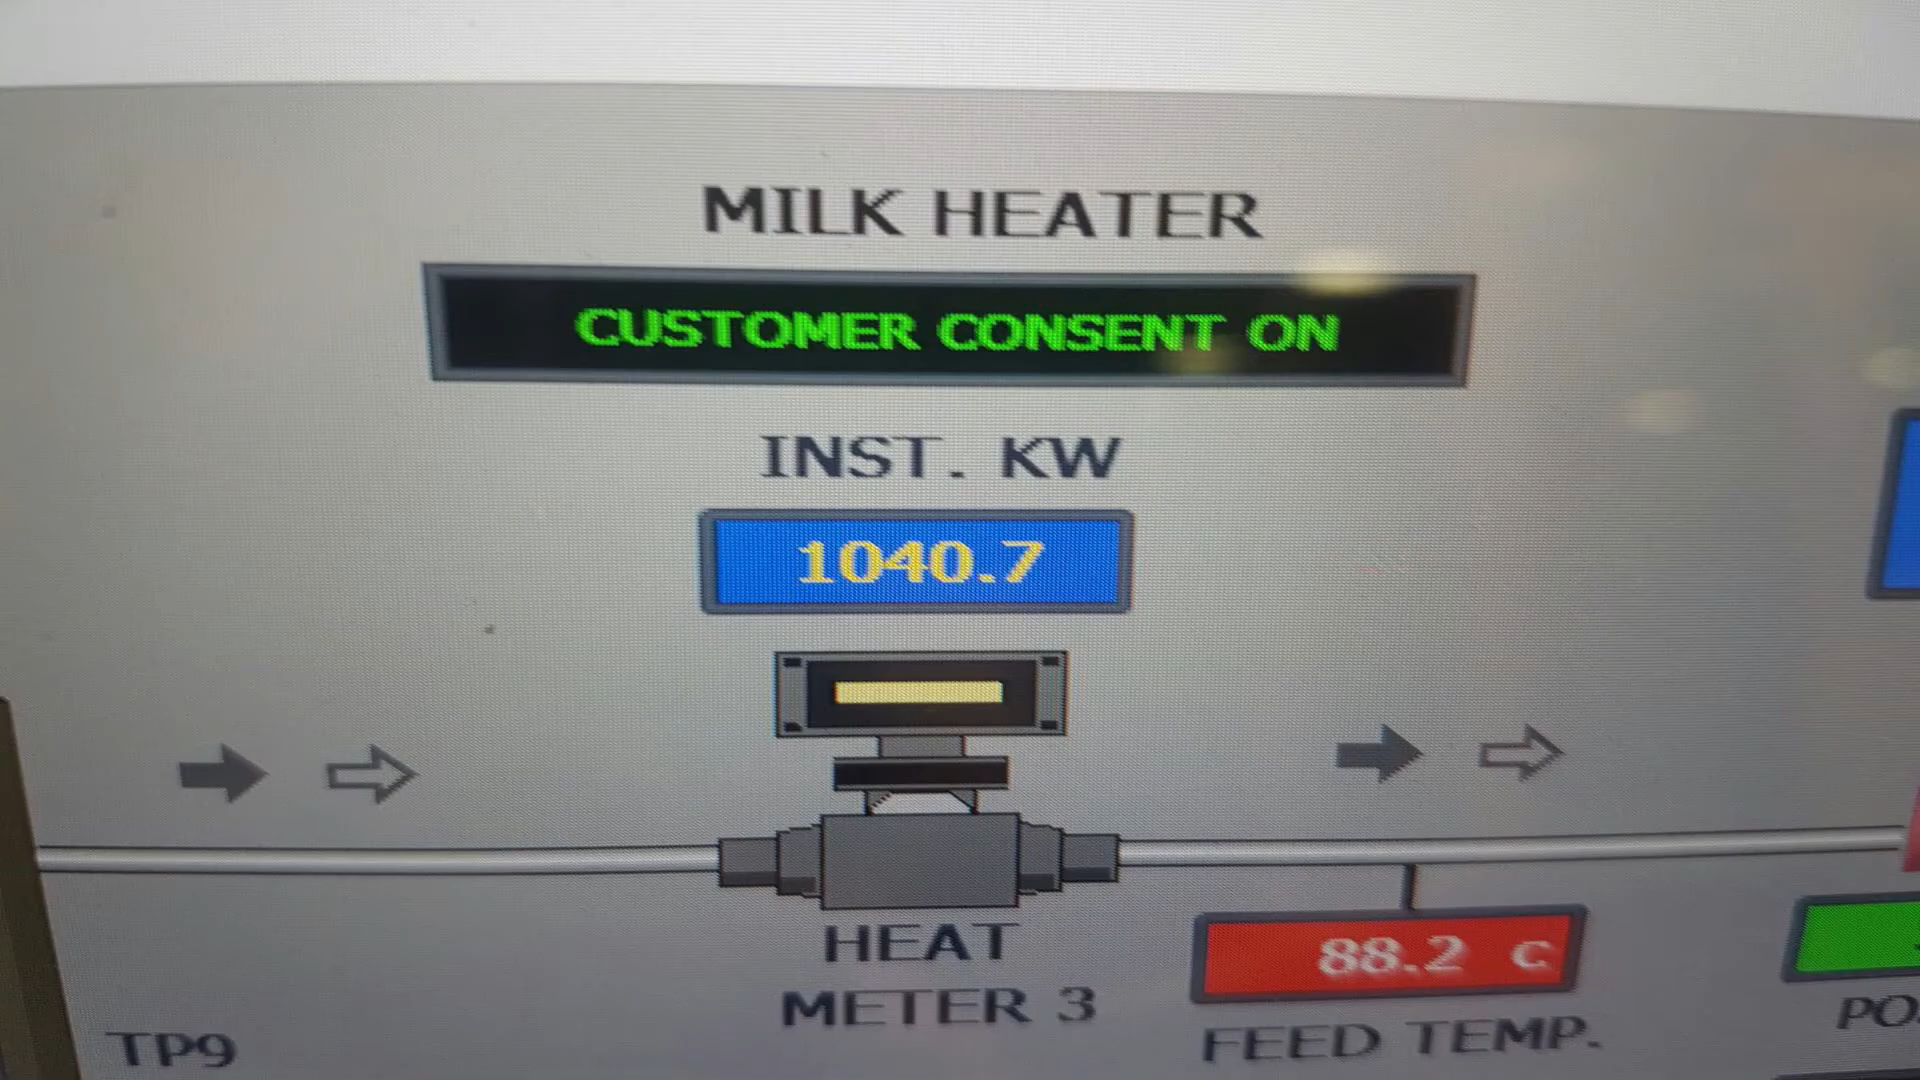 MILK HEATER
CUSTOMER CONSENT ON
INST. KW
1040.7
HEAT
METER 3
88.2 C
FEED TEMP.
TP9